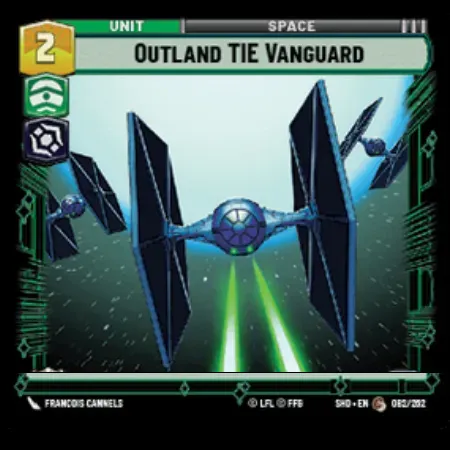 UNIT SPACE
2 OUTLAND TIE VANGUARD
FRANCOIS CANNELS
© LFL Ⓟ FFG SHD • EN 082/262